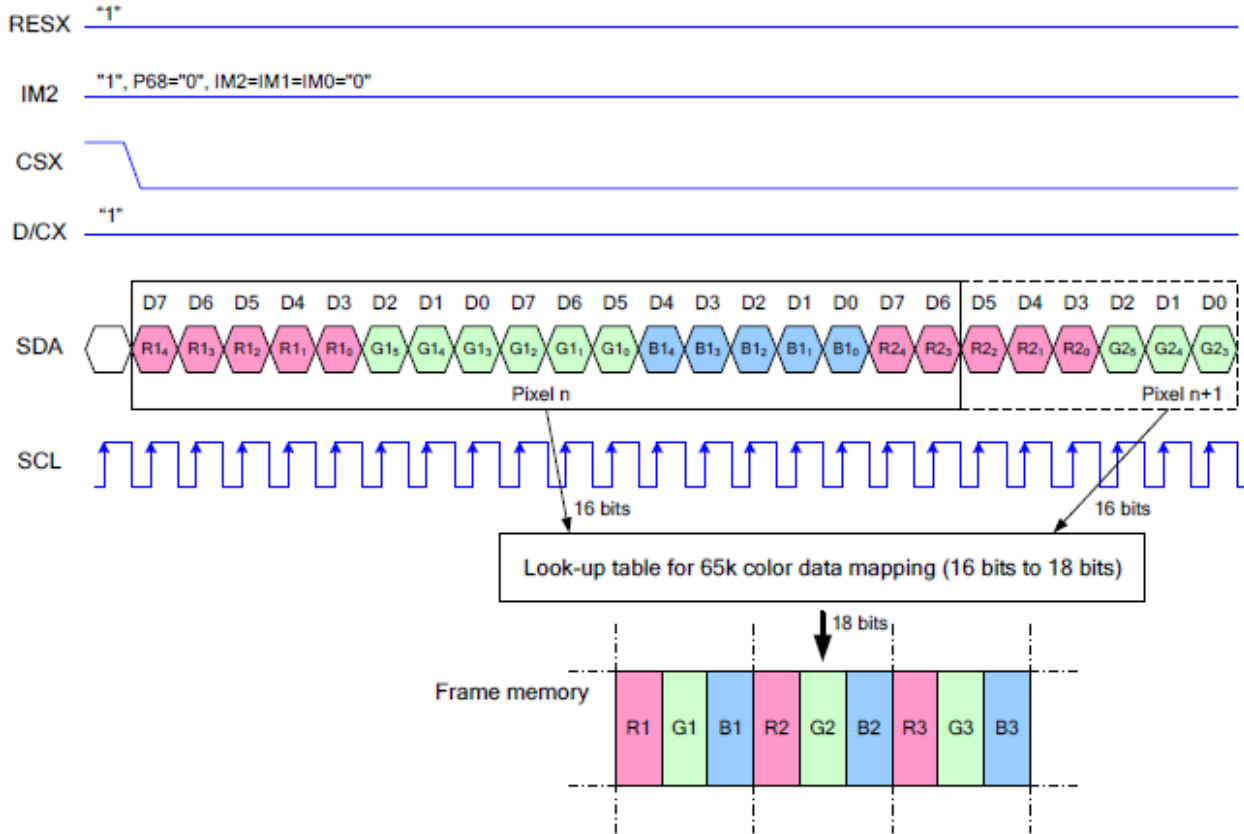 RESX "1"
IM2 "1", P68="0", IM2=IM1=IM0="0"
CSX
D/CX "1"
D7 D6 D5 D4 D3 D2 D1 D0 D7 D6 D5 D4 D3 D2 D1 D0 D7 D6 D5 D4 D3 D2 D1 D0
SDA R1₄ R1₃ R1₂ R1₁ R1₀ G1₅ G1₄ G1₃ G1₂ G1₁ G1₀ B1₄ B1₃ B1₂ B1₁ B1₀ R2₄ R2₃ R2₂ R2₁ R2₀ G2₅ G2₄ G2₃
Pixel n Pixel n+1
SCL
16 bits 16 bits
Look-up table for 65k color data mapping (16 bits to 18 bits)
18 bits
Frame memory
R1 G1 B1 R2 G2 B2 R3 G3 B3